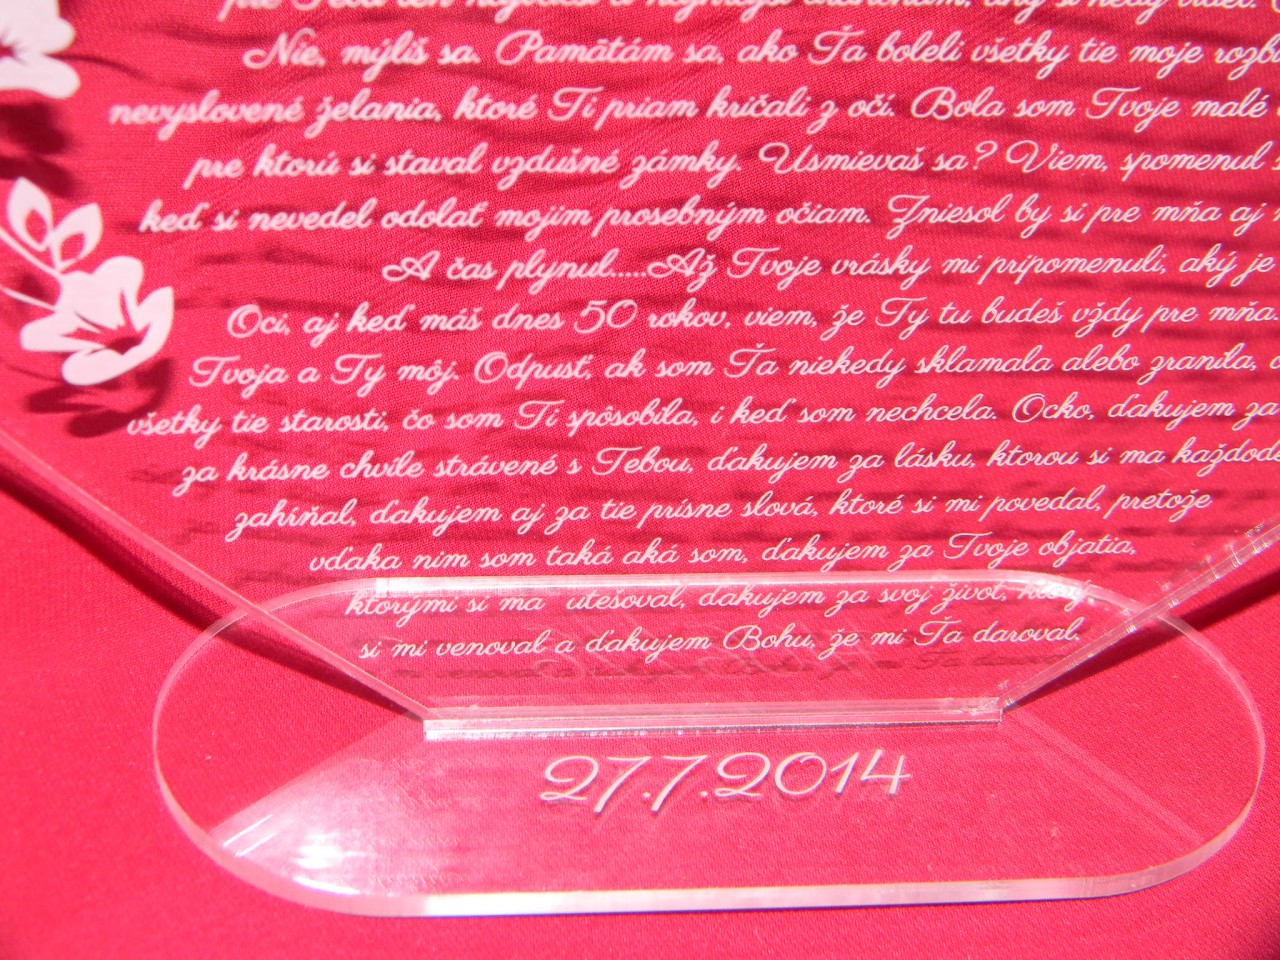 Nie, mýliš sa. Pamätám sa, ako Ťa boleli všetky tie moje
nevyslovené želania, ktoré Ti priam kričali z očí. Bola som Tvoje malé
pre ktorú si staval vzdušné zámky. Usmievaš sa? Viem, spomenul
keď si nevedel odolať mojim prosebným očiam. Zniesol by si pre mňa aj
A čas plynul.....Až Tvoje vrásky mi pripomenuli, aký je
Oci, aj keď máš dnes 50 rokov, viem, že Ty tu budeš vždy pre mňa.
Tvoja a Ty môj. Odpusť, ak som Ťa niekedy sklamala alebo zranila,
všetky tie starosti, čo som Ti spôsobila, i keď som nechcela. Ocko, ďakujem za
za krásne chvíle strávené s Tebou, ďakujem za lásku, ktorou si ma
zahŕňal, ďakujem aj za tie prísne slová, ktoré si mi povedal, pretože
vďaka nim som taká aká som, ďakujem za Tvoje objatia,
ktorými si ma utešoval, ďakujem za svoj život, ktorý
si mi venoval a ďakujem Bohu, že mi Ťa daroval.
27.7.2014